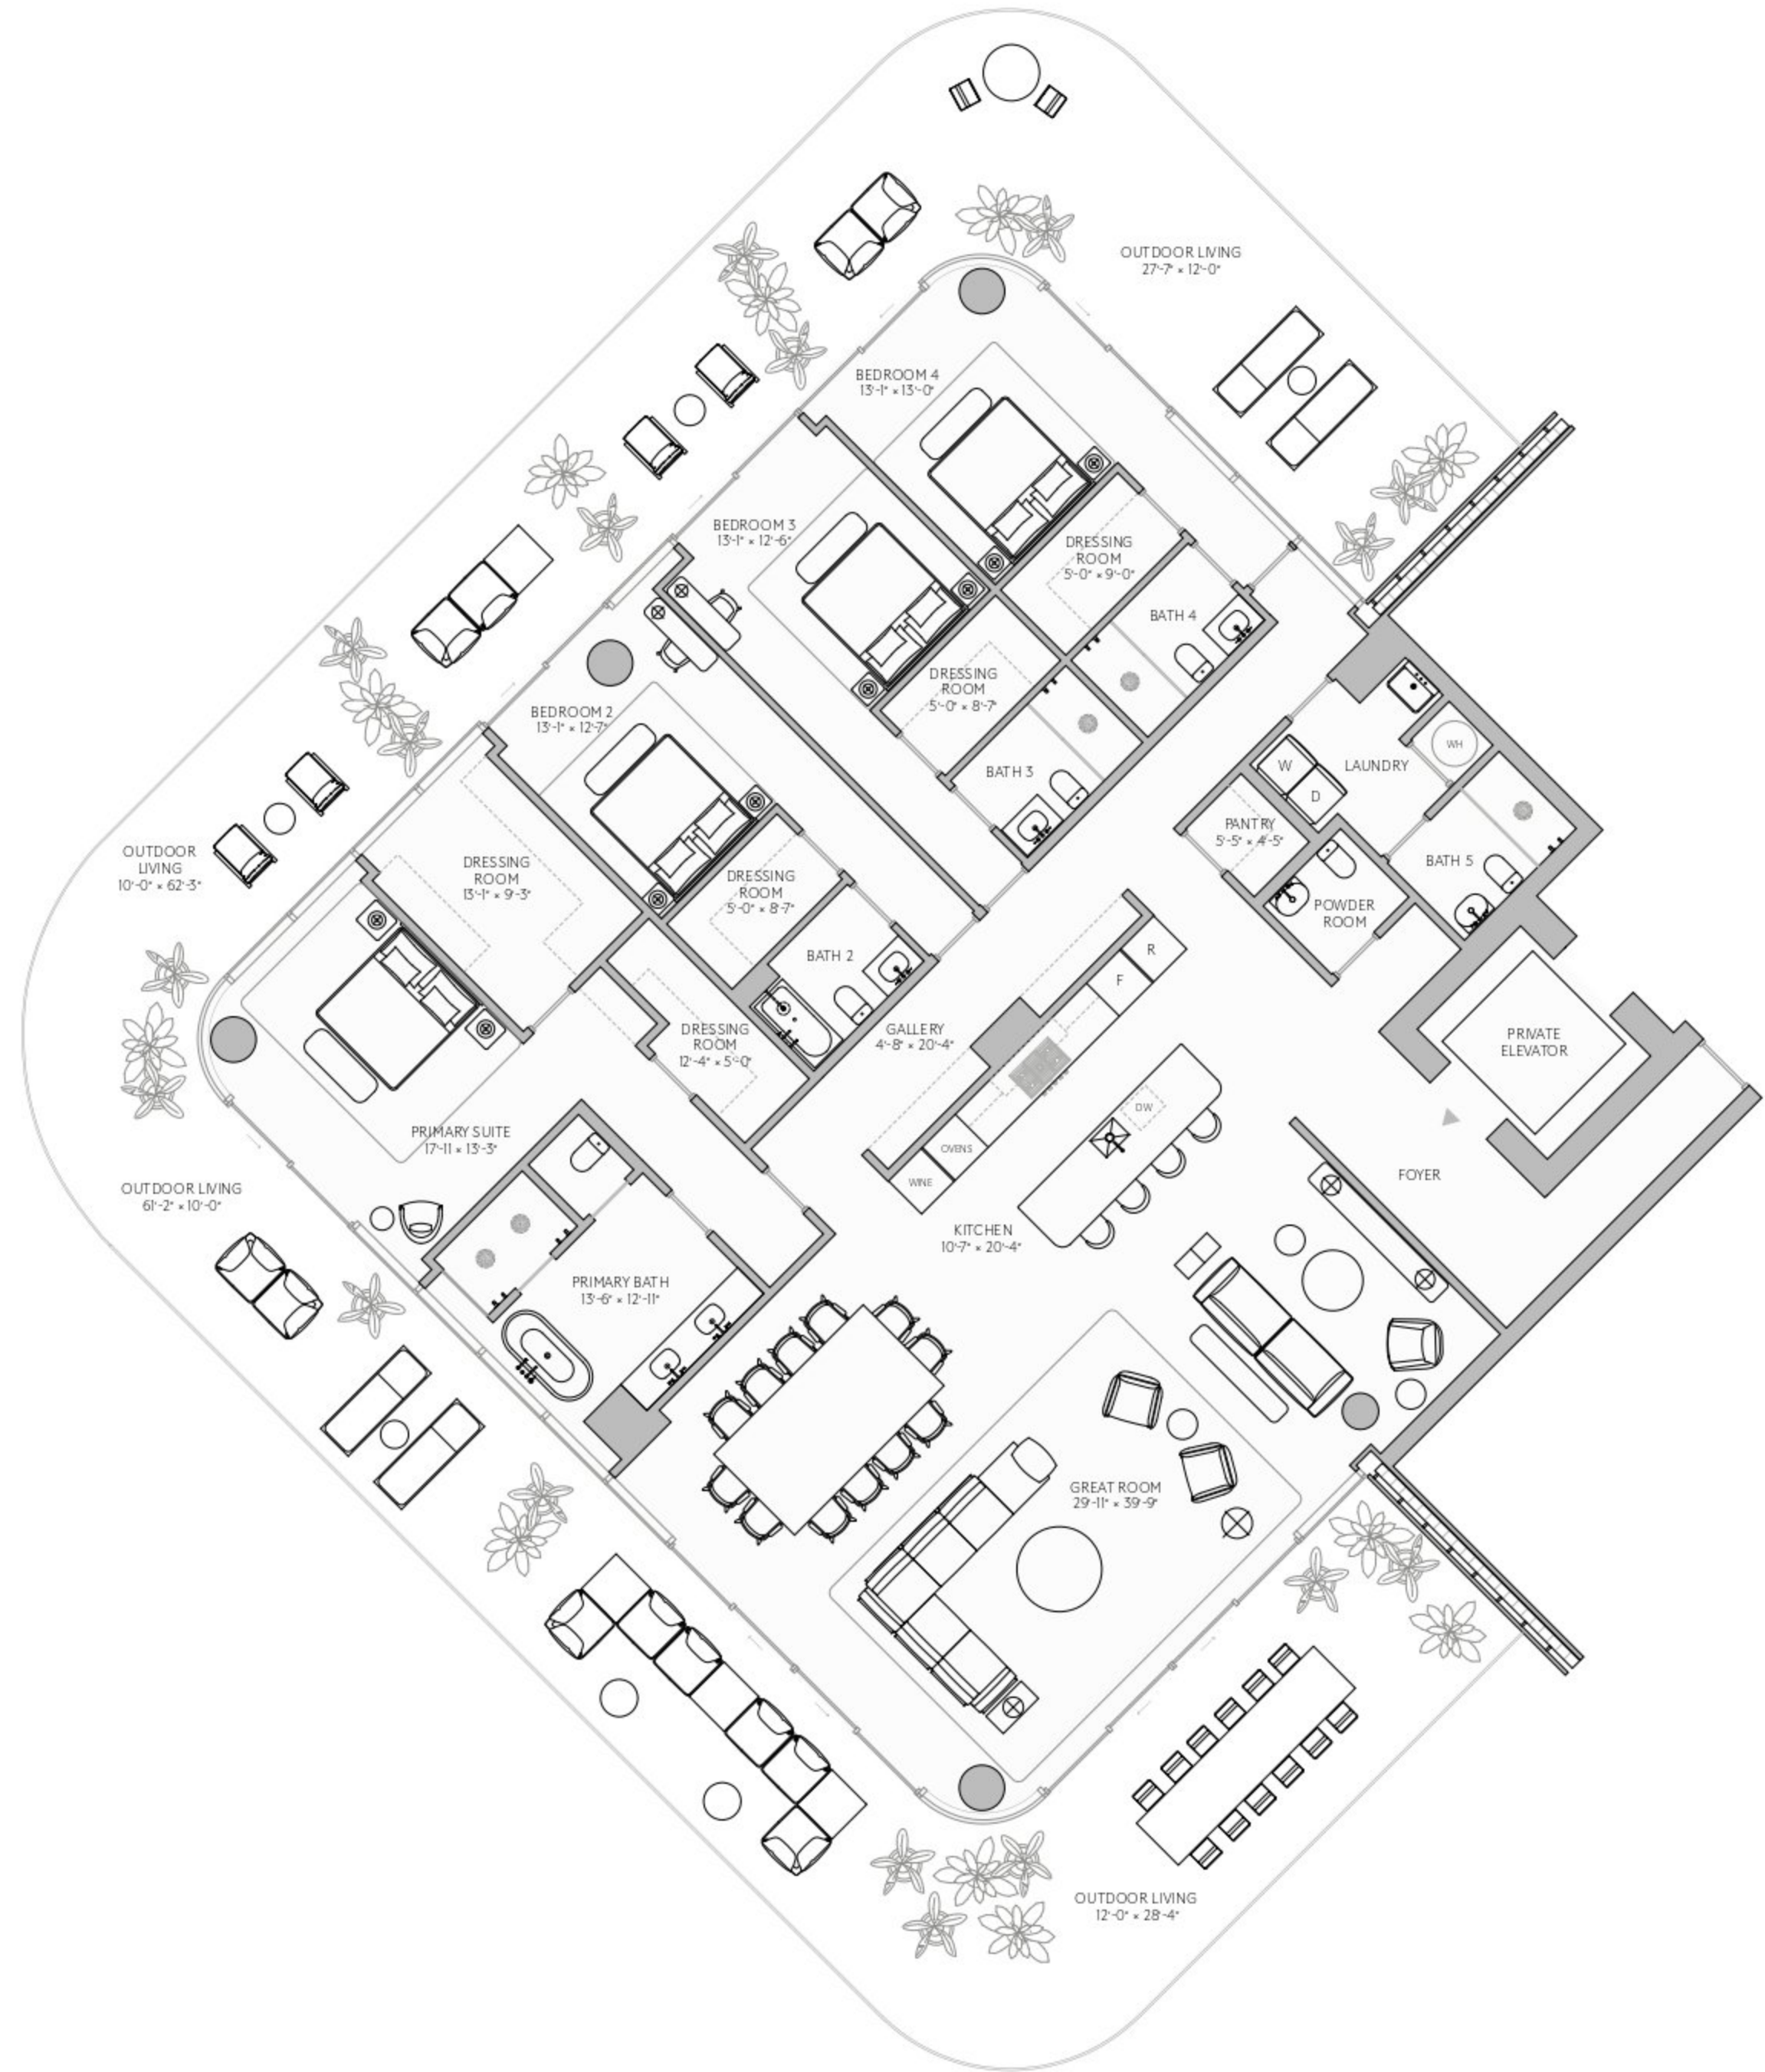 OUTDOOR LIVING
27'-7" × 12'-0"
BEDROOM 4
13'-1" × 13'-0"
BEDROOM 3
13'-1" × 12'-6"
DRESSING
ROOM
5'-0" × 9'-0"
BATH 4
DRESSING
ROOM
5'-0" × 8'-7"
BEDROOM 2
13'-1" × 12'-7"
WH
LAUNDRY
W
D
BATH 3
PANTRY
5'-5" × 4'-5"
BATH 5
OUTDOOR
LIVING
10'-0" × 62'-3"
DRESSING
ROOM
13'-1" × 9'-3"
DRESSING
ROOM
5'-0" × 8'-7"
POWDER
ROOM
BATH 2
R
F
DRESSING
ROOM
12'-4" × 5'-0"
GALLERY
4'-8" × 20'-4"
PRIVATE
ELEVATOR
DW
PRIMARY SUITE
17'-11 × 13'-3"
OVENS
WINE
FOYER
OUTDOOR LIVING
61'-2" × 10'-0"
KITCHEN
10'-7" × 20'-4"
PRIMARY BATH
13'-6" × 12'-11"
GREAT ROOM
29'-11" × 39'-9"
OUTDOOR LIVING
12'-0" × 28'-4"